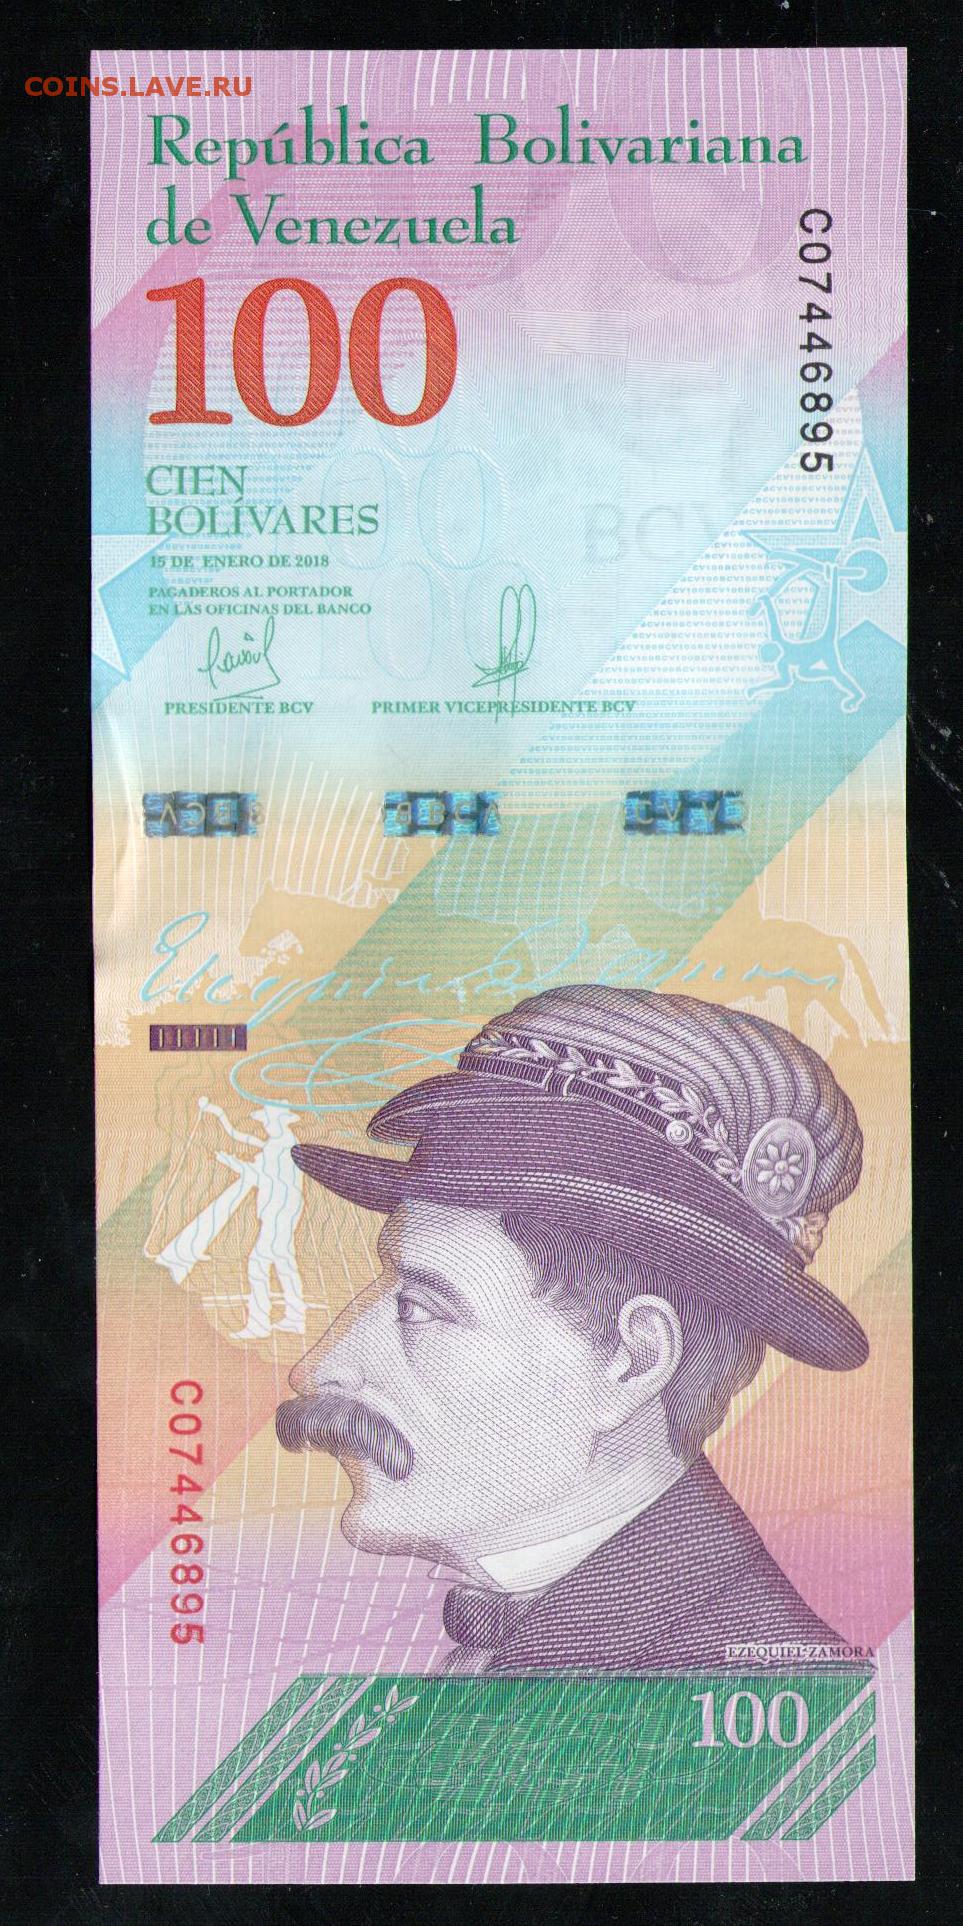 COINS.LAVE.RU
República Bolivariana
de Venezuela
C07446895
100
CIEN
BOLÍVARES
15 DE ENERO DE 2018
PAGADEROS AL PORTADOR
EN LAS OFICINAS DEL BANCO
PRESIDENTE BCV
PRIMER VICEPRESIDENTE BCV
C07446895
EZEQUIEL ZAMORA
100